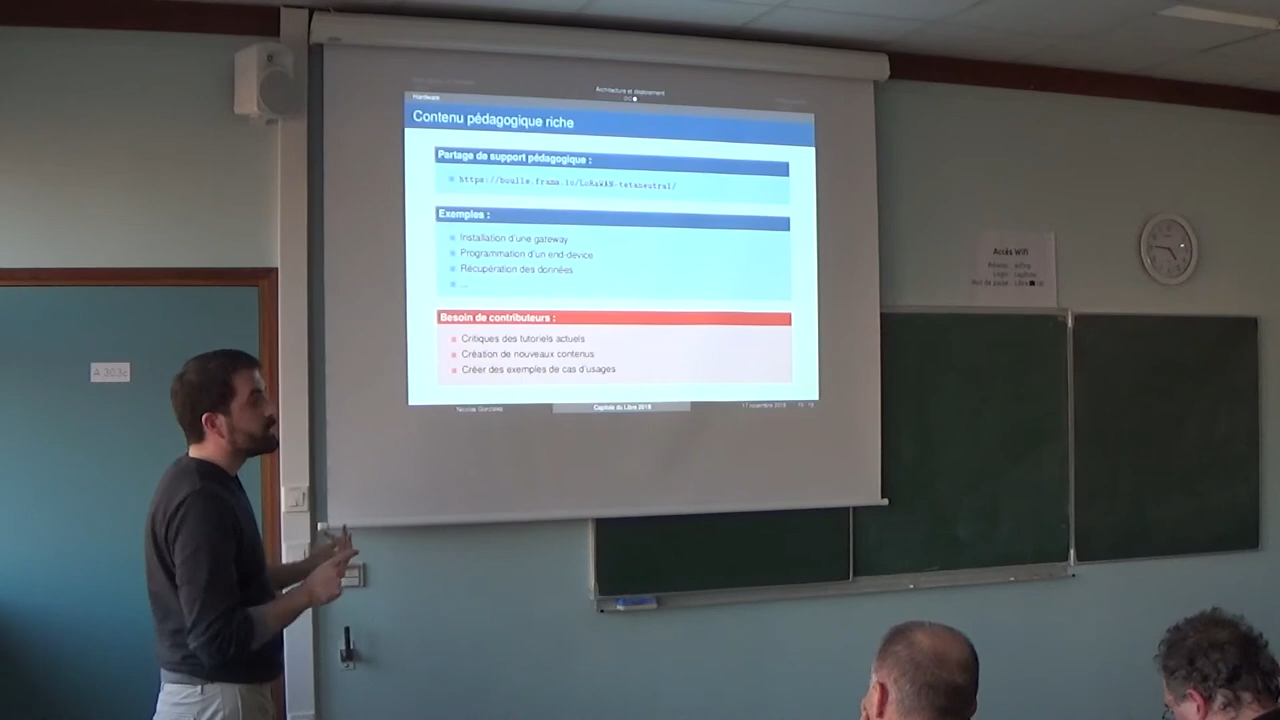 Architecture et déploiement
Hardware
Contenu pédagogique riche
Partage de support pédagogique :
https://boulle.frama.io/LoRaWAN-tetaneutral/
Exemples :
Installation d'une gateway
Programmation d'un end-device
Récupération des données
...
Besoin de contributeurs :
Critiques des tutoriels actuels
Création de nouveaux contenus
Créer des exemples de cas d'usages
Nicolas Gonzalez
Capitole du Libre 2018
17 novembre 2018
Accès Wifi
A 303c